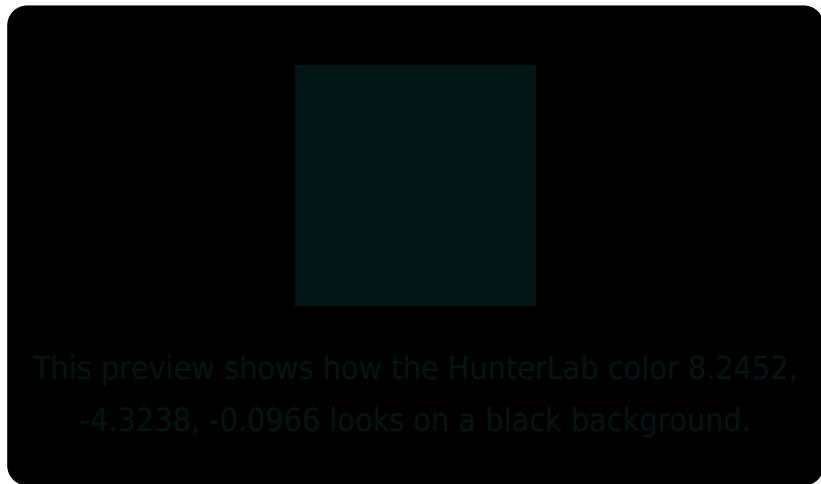 This preview shows how the HunterLab color 8.2452,
-4.3238, -0.0966 looks on a black background.